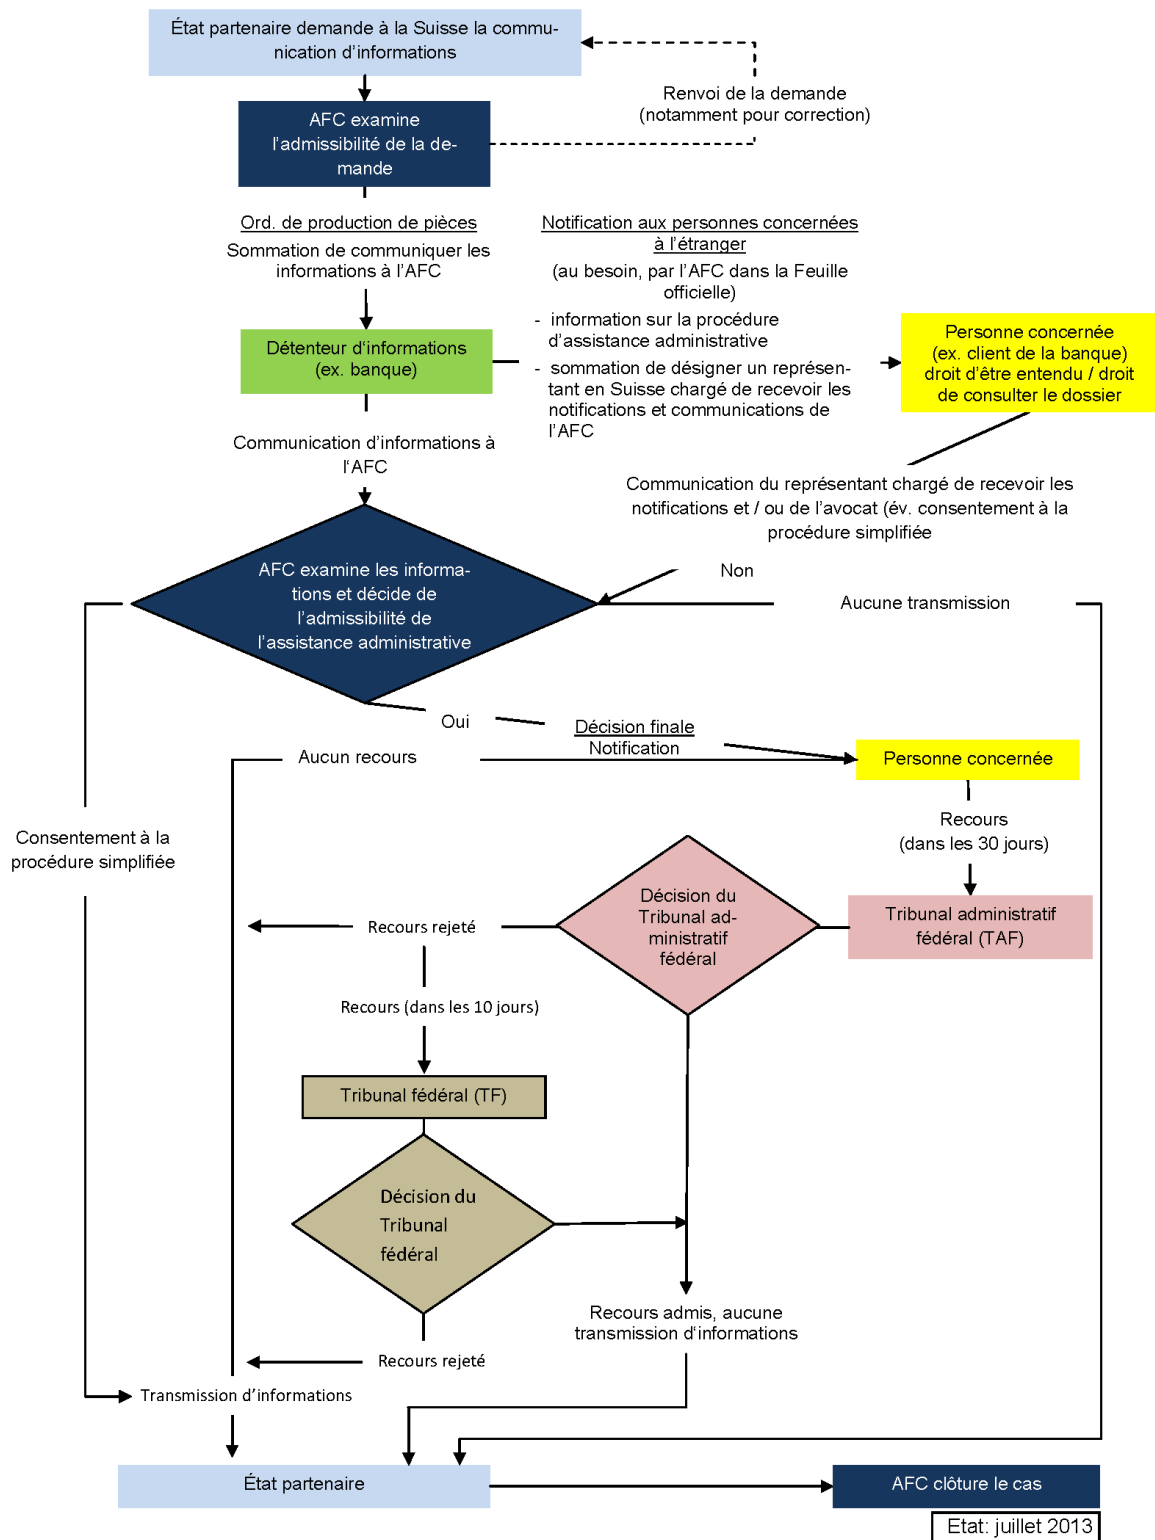 État partenaire demande à la Suisse la commu-
nication d'informations
Renvoi de la demande
(notamment pour correction)
AFC examine
l'admissibilité de la de-
mande
Ord. de production de pièces
Sommation de communiquer les
informations à l'AFC
Notification aux personnes concernées
à l'étranger
(au besoin, par l'AFC dans la Feuille
officielle)
- information sur la procédure
d'assistance administrative
- sommation de désigner un représen-
tant en Suisse chargé de recevoir les
notifications et communications de
l'AFC
Détenteur d'informations
(ex. banque)
Personne concernée
(ex. client de la banque)
droit d'être entendu / droit
de consulter le dossier
Communication d'informations à
l'AFC
Communication du représentant chargé de recevoir les
notifications et / ou de l'avocat (év. consentement à la
procédure simplifiée
AFC examine les informa-
tions et décide de
l'admissibilité de
l'assistance administrative
Non
Aucune transmission
Oui
Décision finale
Notification
Aucun recours
Personne concernée
Consentement à la
procédure simplifiée
Recours
(dans les 30 jours)
Décision du
Tribunal ad-
ministratif
fédéral
Tribunal administratif
fédéral (TAF)
Recours rejeté
Recours (dans les 10 jours)
Tribunal fédéral (TF)
Décision du
Tribunal
fédéral
Recours admis, aucune
transmission d'informations
Recours rejeté
Transmission d'informations
État partenaire
AFC clôture le cas
Etat: juillet 2013